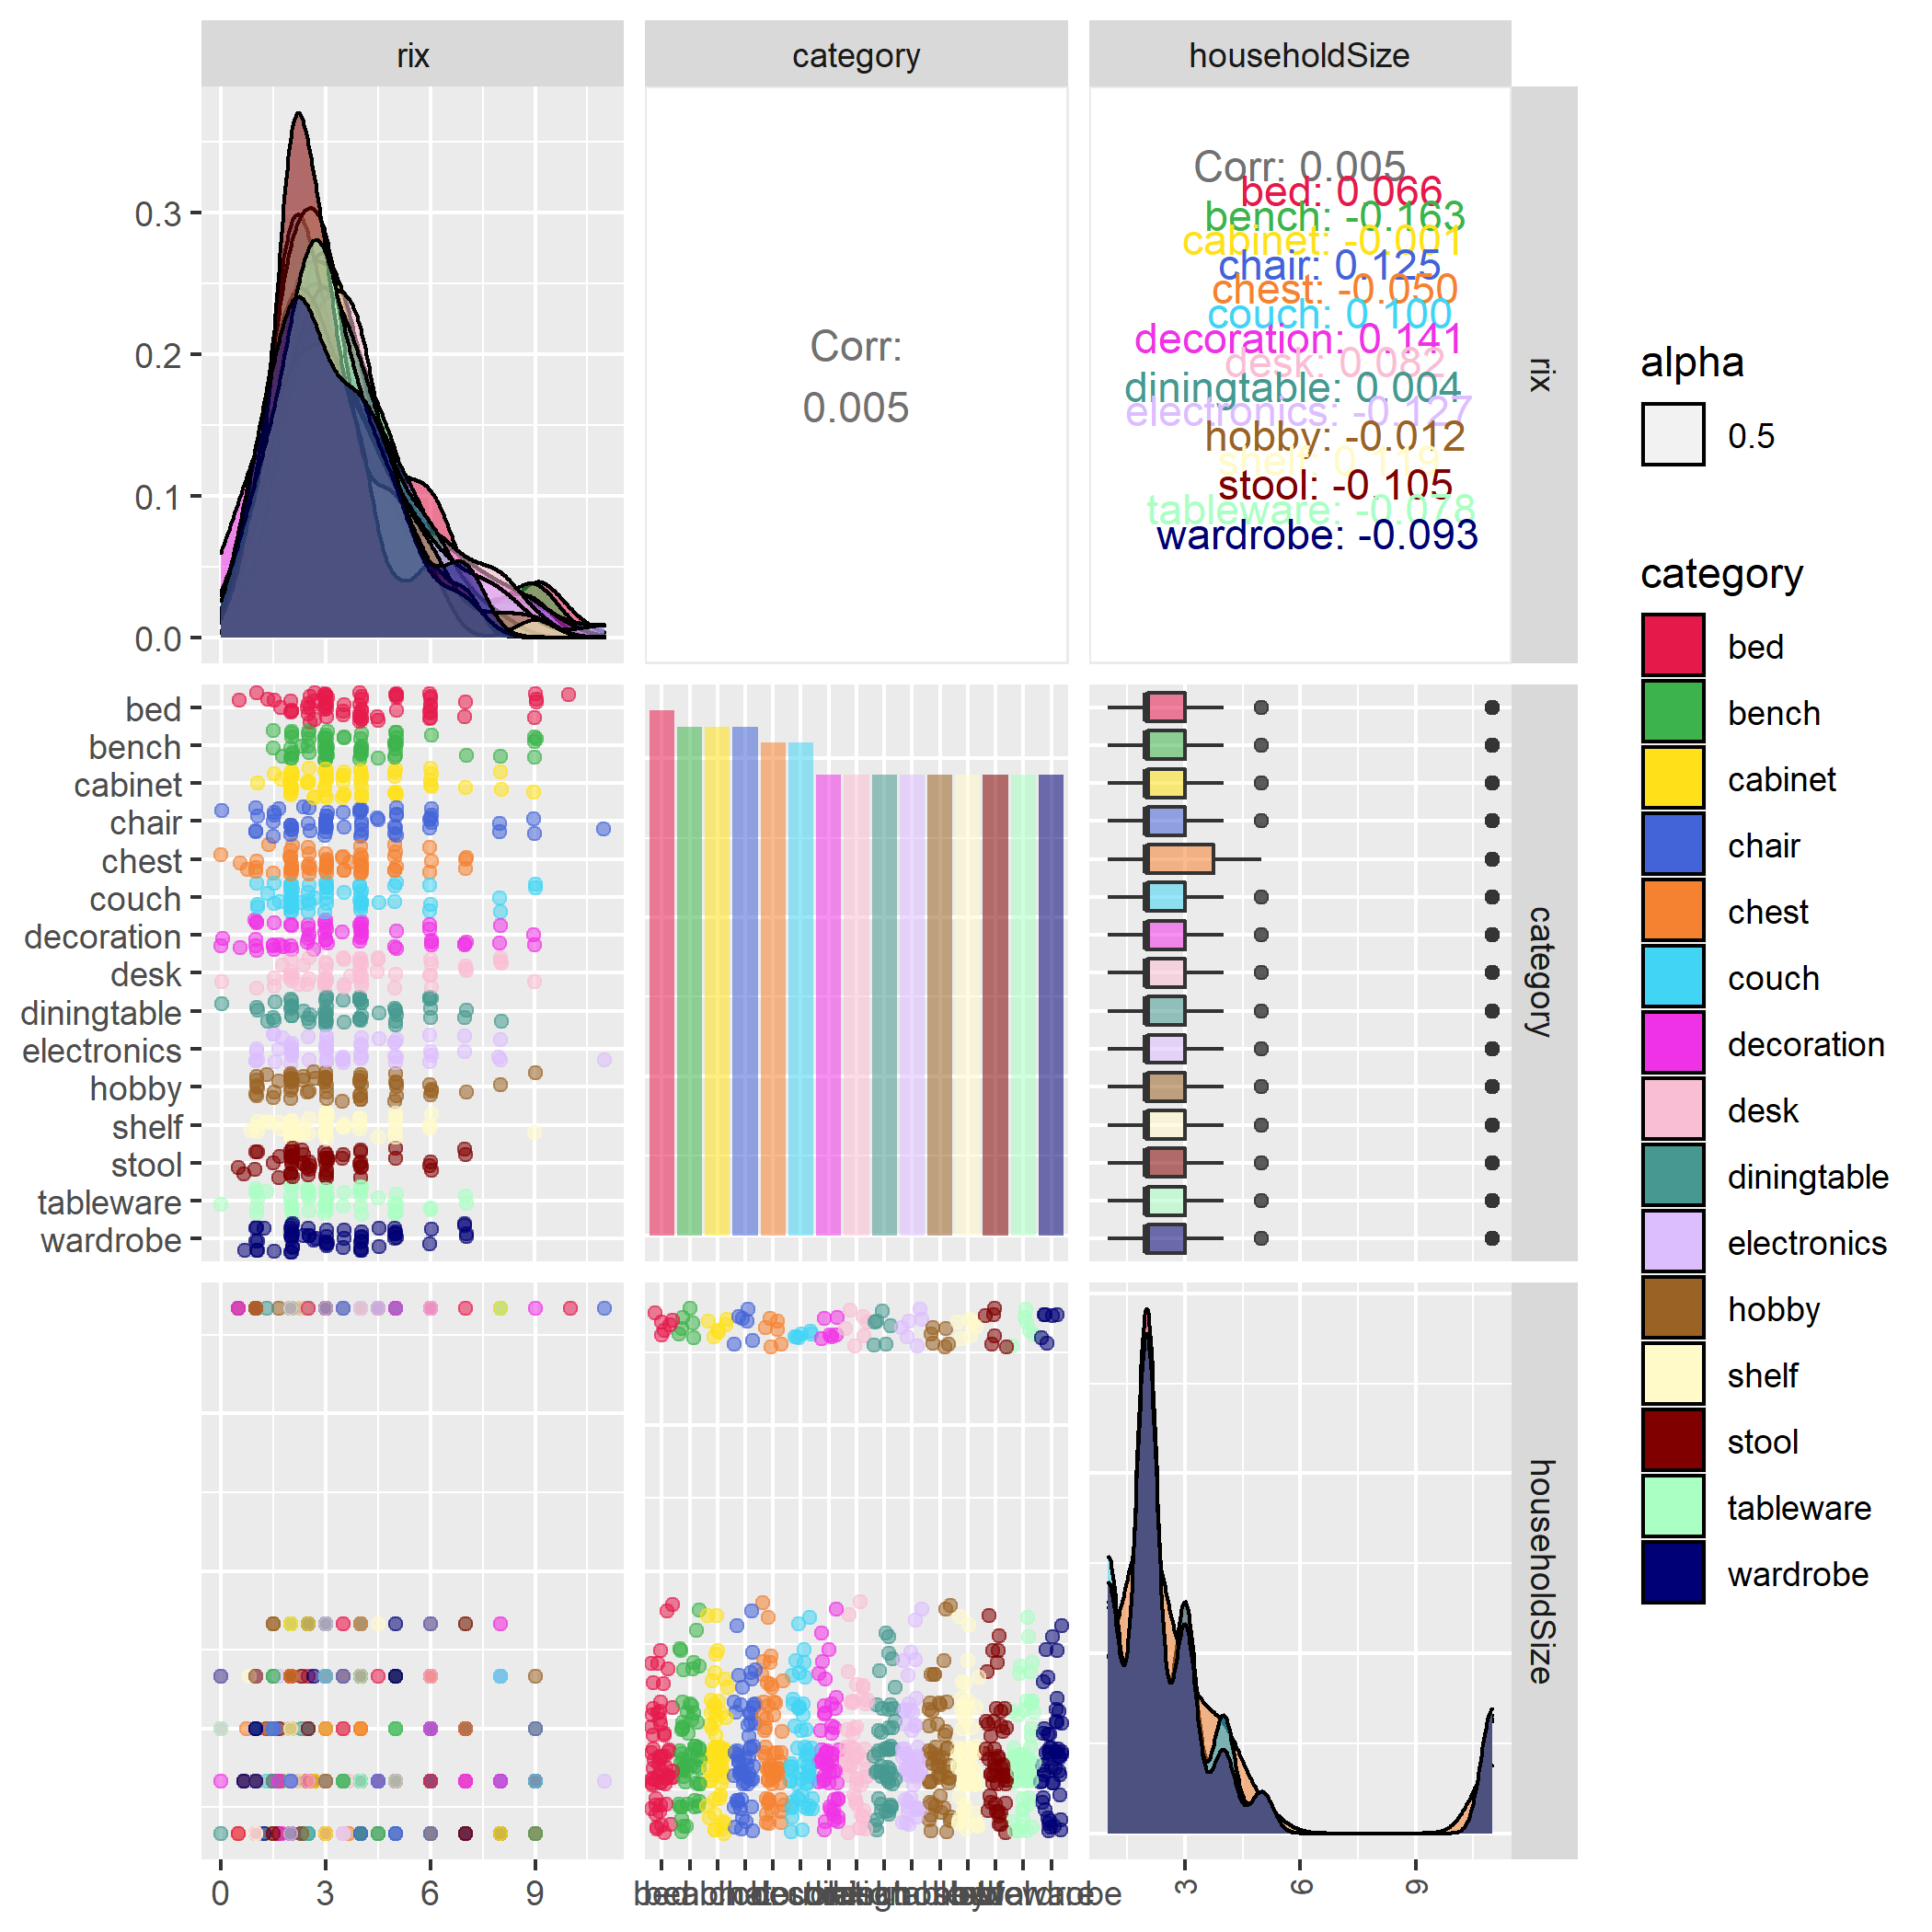 rix
category
householdSize
0.3
0.2
0.1
0.0
Corr:
0.005
Corr: 0.005
bed: 0.066
bench: -0.163
cabinet: -0.001
chair: 0.125
chest: -0.050
couch: 0.100
decoration: 0.141
desk: 0.082
diningtable: 0.004
electronics: -0.127
hobby: -0.012
shelf: 0.119
stool: -0.105
tableware: -0.078
wardrobe: -0.093
rix
bed
bench
cabinet
chair
chest
couch
decoration
desk
diningtable
electronics
hobby
shelf
stool
tableware
wardrobe
category
householdSize
0
3
6
9
3
6
9
alpha
0.5
category
bed
bench
cabinet
chair
chest
couch
decoration
desk
diningtable
electronics
hobby
shelf
stool
tableware
wardrobe